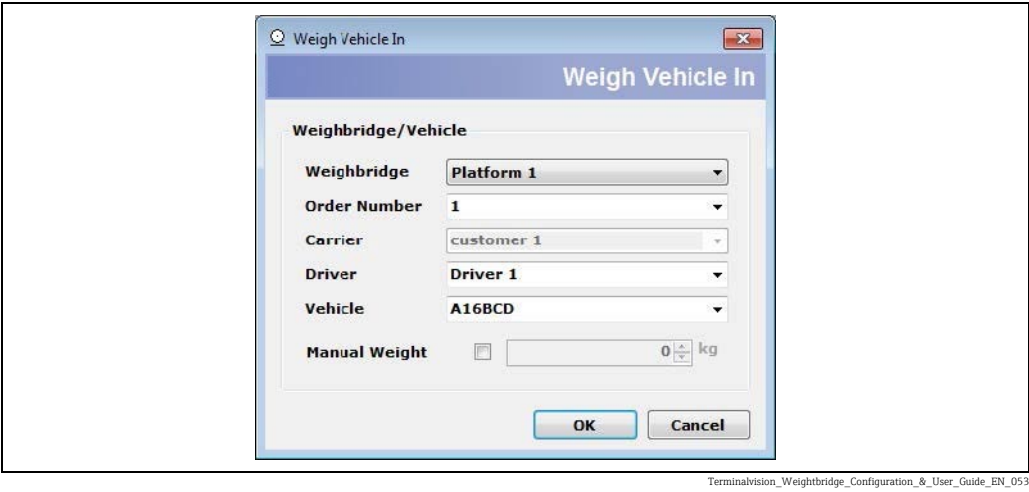 Weigh Vehicle In
Weigh Vehicle In
Weighbridge/Vehicle
Weighbridge Platform 1
Order Number 1
Carrier customer 1
Driver Driver 1
Vehicle A16BCD
Manual Weight 0 kg
OK Cancel
Terminalvision_Weightbridge_Configuration_&_User_Guide_EN_053